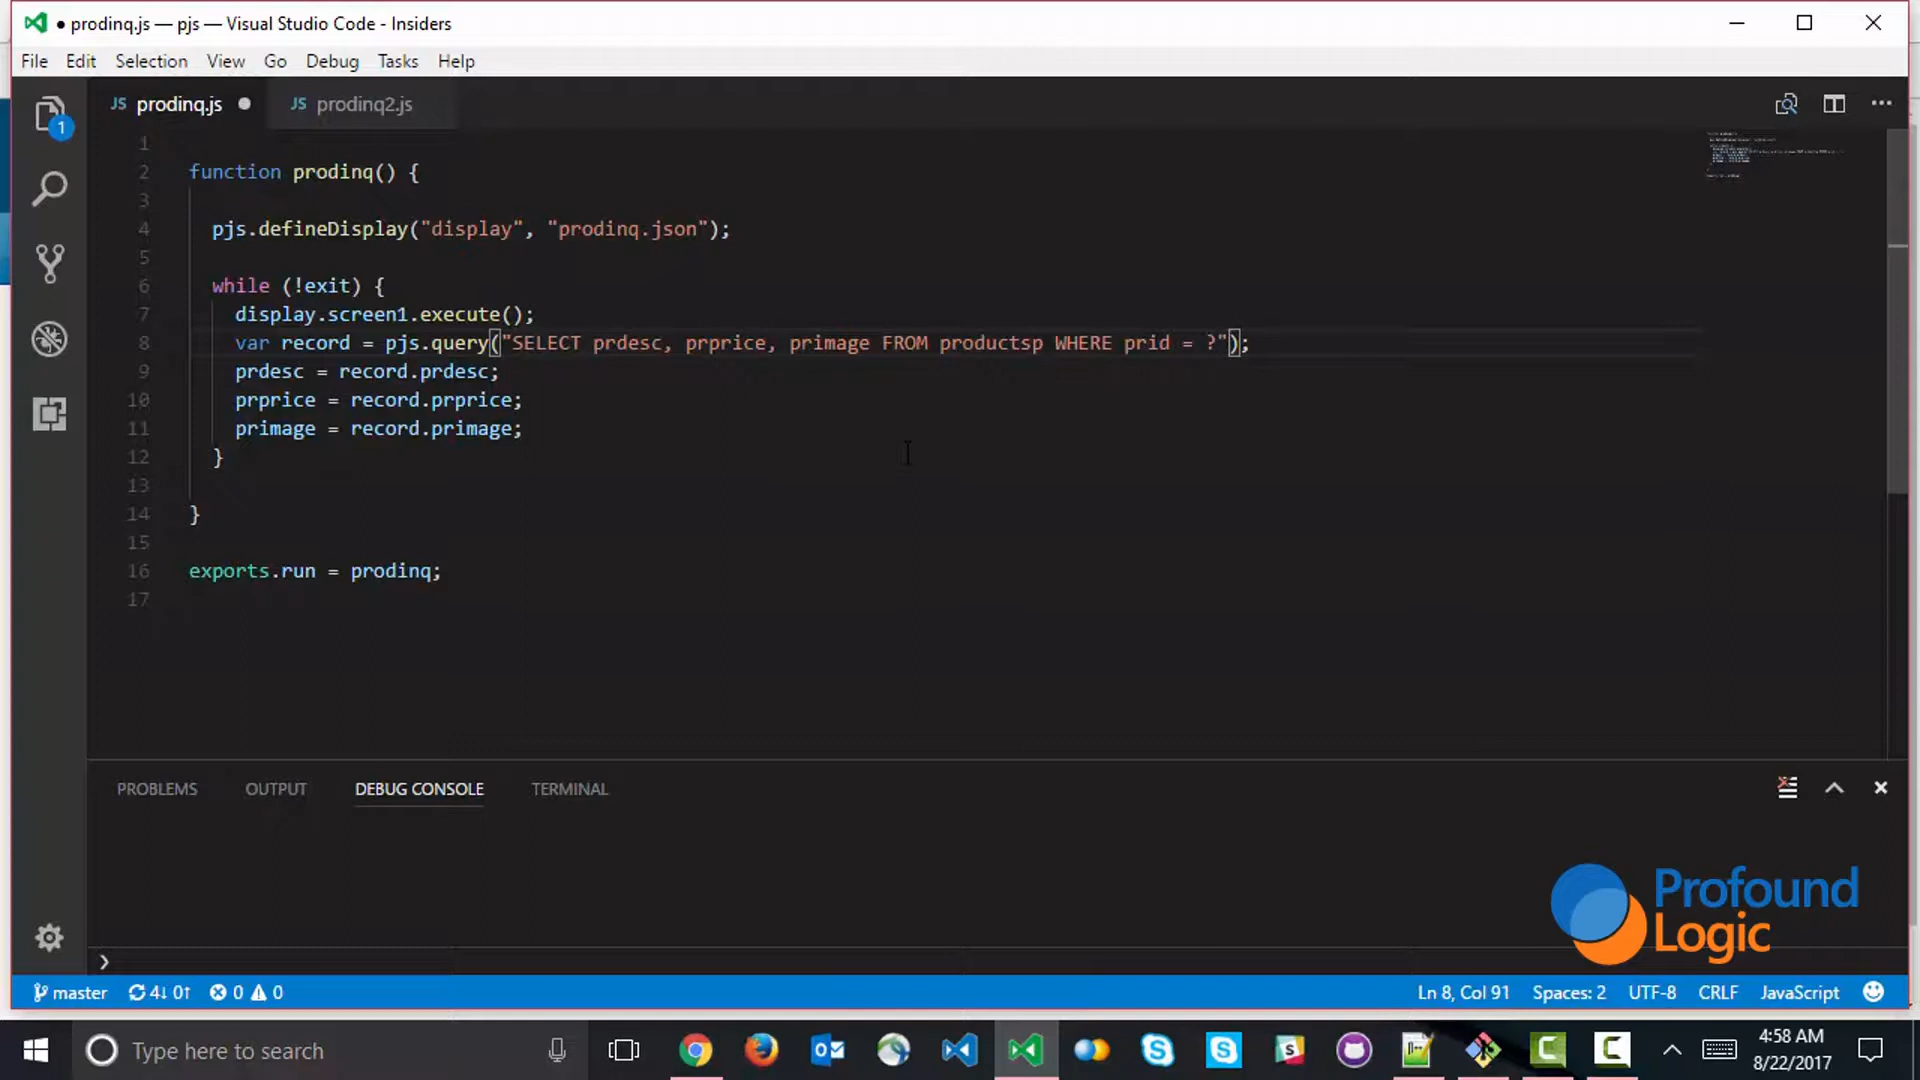 ● prodinq.js — pjs — Visual Studio Code - Insiders
File Edit Selection View Go Debug Tasks Help
JS prodinq.js ● JS prodinq2.js
1
1
2 function prodinq() {
3
4 pjs.defineDisplay("display", "prodinq.json");
5
6 while (!exit) {
7 display.screen1.execute();
8 var record = pjs.query("SELECT prdesc, prprice, primage FROM productsp WHERE prid = ?");
9 prdesc = record.prdesc;
10 prprice = record.prprice;
11 primage = record.primage;
12 }
13
14 }
15
16 exports.run = prodinq;
17
PROBLEMS OUTPUT DEBUG CONSOLE TERMINAL
Profound
Logic
master 4↓ 0↑ 0 0 Ln 8, Col 91 Spaces: 2 UTF-8 CRLF JavaScript
Type here to search
4:58 AM
8/22/2017